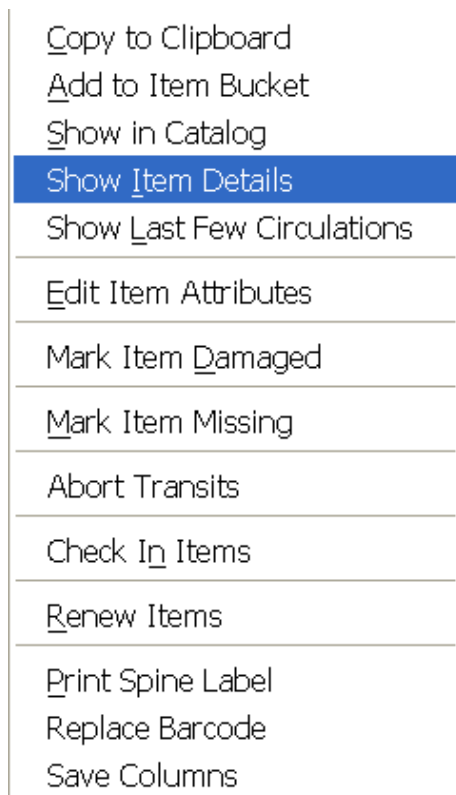 Copy to Clipboard
Add to Item Bucket
Show in Catalog
Show Item Details
Show Last Few Circulations
Edit Item Attributes
Mark Item Damaged
Mark Item Missing
Abort Transits
Check In Items
Renew Items
Print Spine Label
Replace Barcode
Save Columns